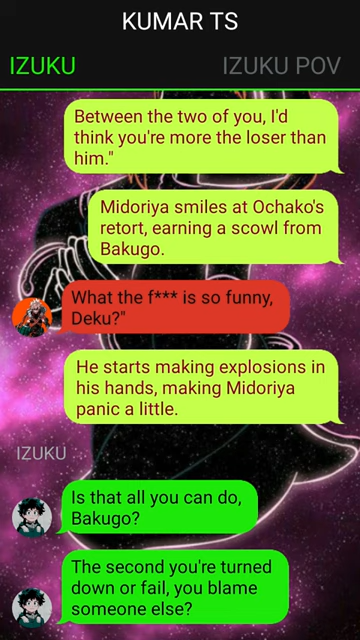 KUMAR TS
IZUKU
IZUKU POV
Between the two of you, I'd
think you're more the loser than
him."
Midoriya smiles at Ochako's
retort, earning a scowl from
Bakugo.
What the f*** is so funny,
Deku?"
He starts making explosions in
his hands, making Midoriya
panic a little.
IZUKU
Is that all you can do,
Bakugo?
The second you're turned
down or fail, you blame
someone else?